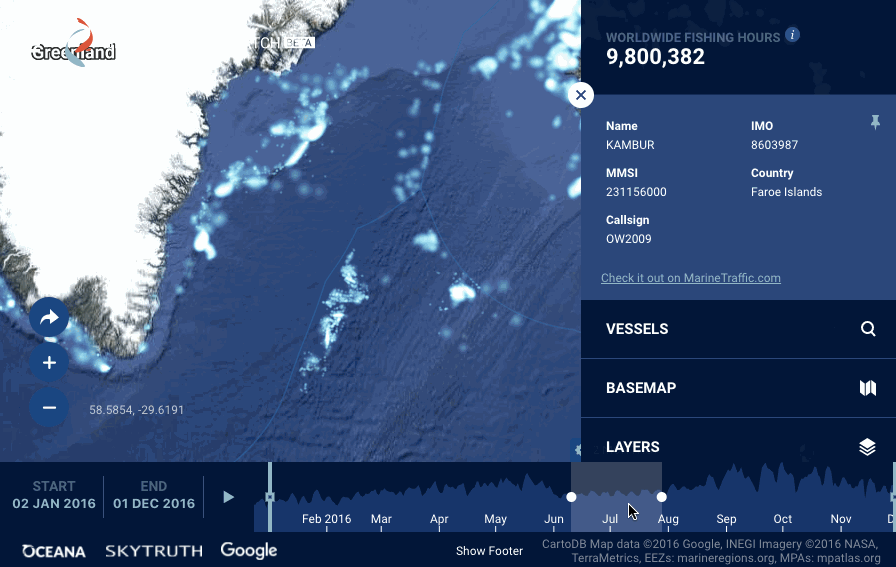 Greenland
TCH BETA
WORLDWIDE FISHING HOURS i
9,800,382
Name
KAMBUR
IMO
8603987
MMSI
231156000
Country
Faroe Islands
Callsign
OW2009
Check it out on MarineTraffic.com
VESSELS
BASEMAP
LAYERS
58.5854, -29.6191
START
02 JAN 2016
END
01 DEC 2016
Feb 2016 Mar Apr May Jun Jul Aug Sep Oct Nov D
OCEANA SKYTRUTH Google
Show Footer
CartoDB Map data ©2016 Google, INEGI Imagery ©2016 NASA,
TerraMetrics, EEZs: marineregions.org, MPAs: mpatlas.org